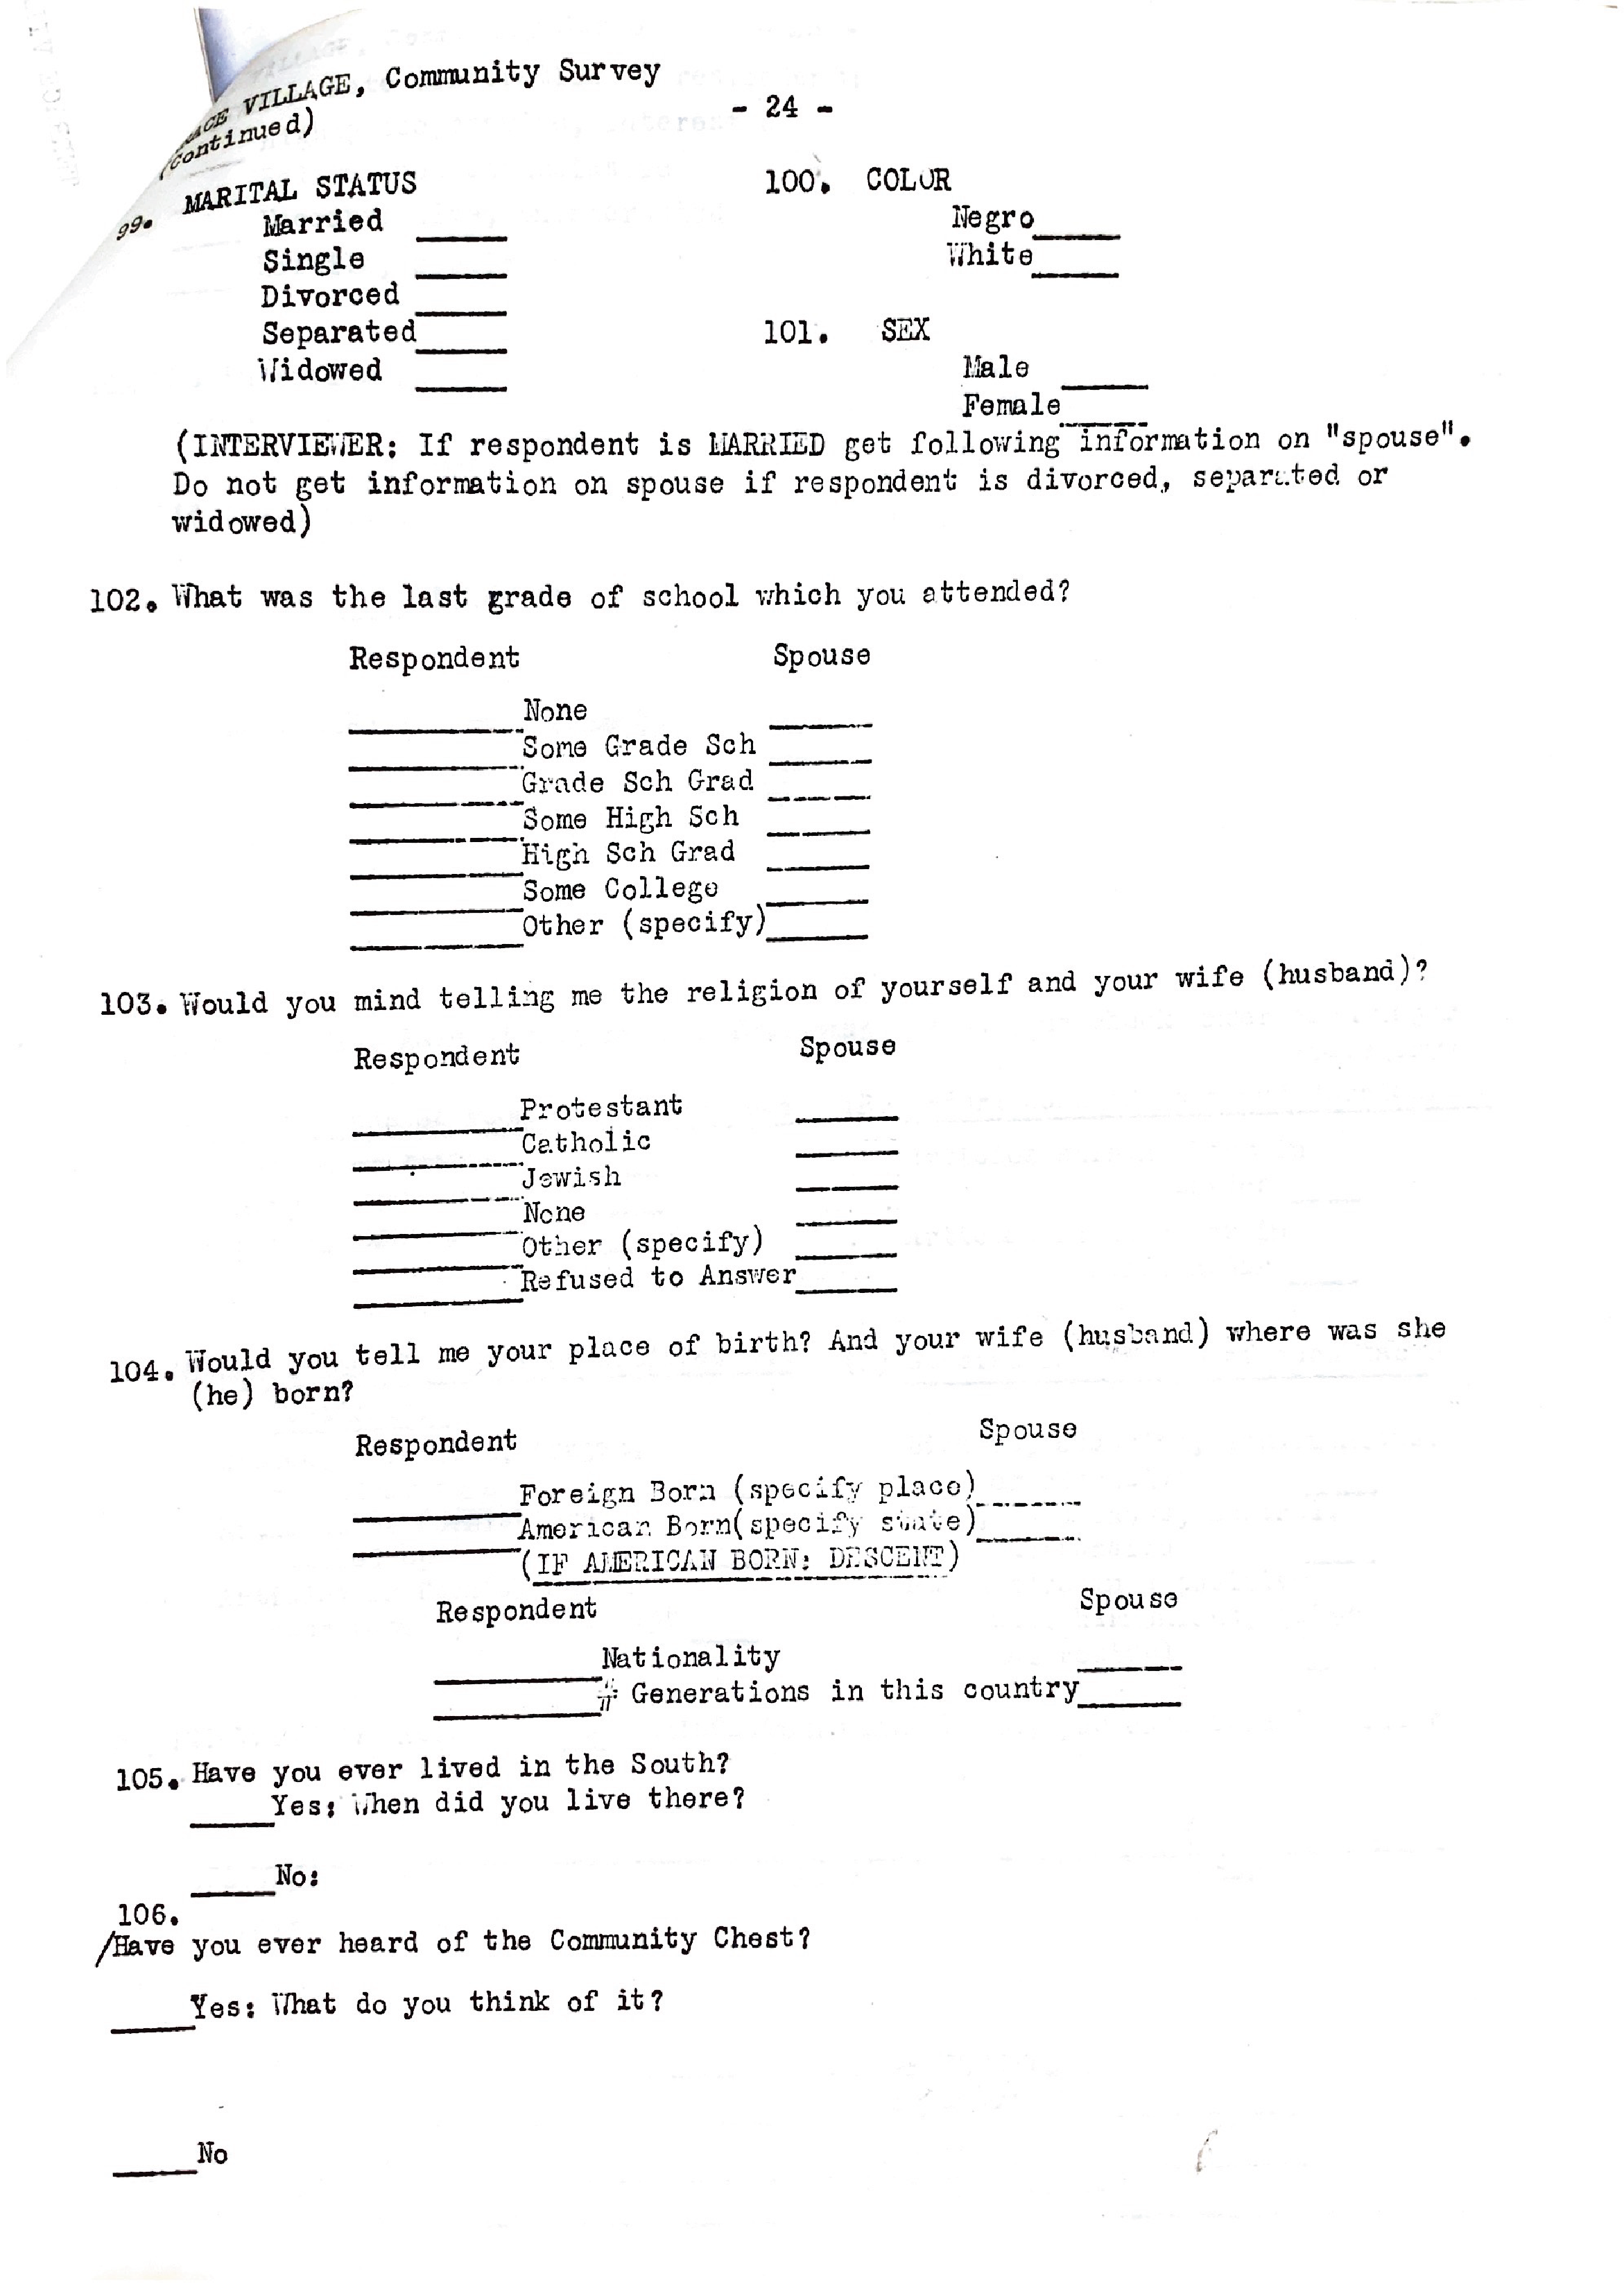 VILLAGE, Community Survey
(continued)
- 24 -
99. MARITAL STATUS
Married
Single
Divorced
Separated
Widowed
100. COLOR
Negro
White
101. SEX
Male
Female
(INTERVIEWER: If respondent is MARRIED get following information on "spouse".
Do not get information on spouse if respondent is divorced, separated or
widowed)
102. What was the last grade of school which you attended?
Respondent Spouse
None
Some Grade Sch
Grade Sch Grad
Some High Sch
High Sch Grad
Some College
Other (specify)
103. Would you mind telling me the religion of yourself and your wife (husband)?
Respondent Spouse
Protestant
Catholic
Jewish
None
Other (specify)
Refused to Answer
104. Would you tell me your place of birth? And your wife (husband) where was she
(he) born?
Respondent Spouse
Foreign Born (specify place)
American Born(specify state)
(IF AMERICAN BORN: DESCENT)
Respondent Spouse
Nationality
# Generations in this country
105. Have you ever lived in the South?
Yes: When did you live there?
No:
106.
/Have you ever heard of the Community Chest?
Yes: What do you think of it?
No